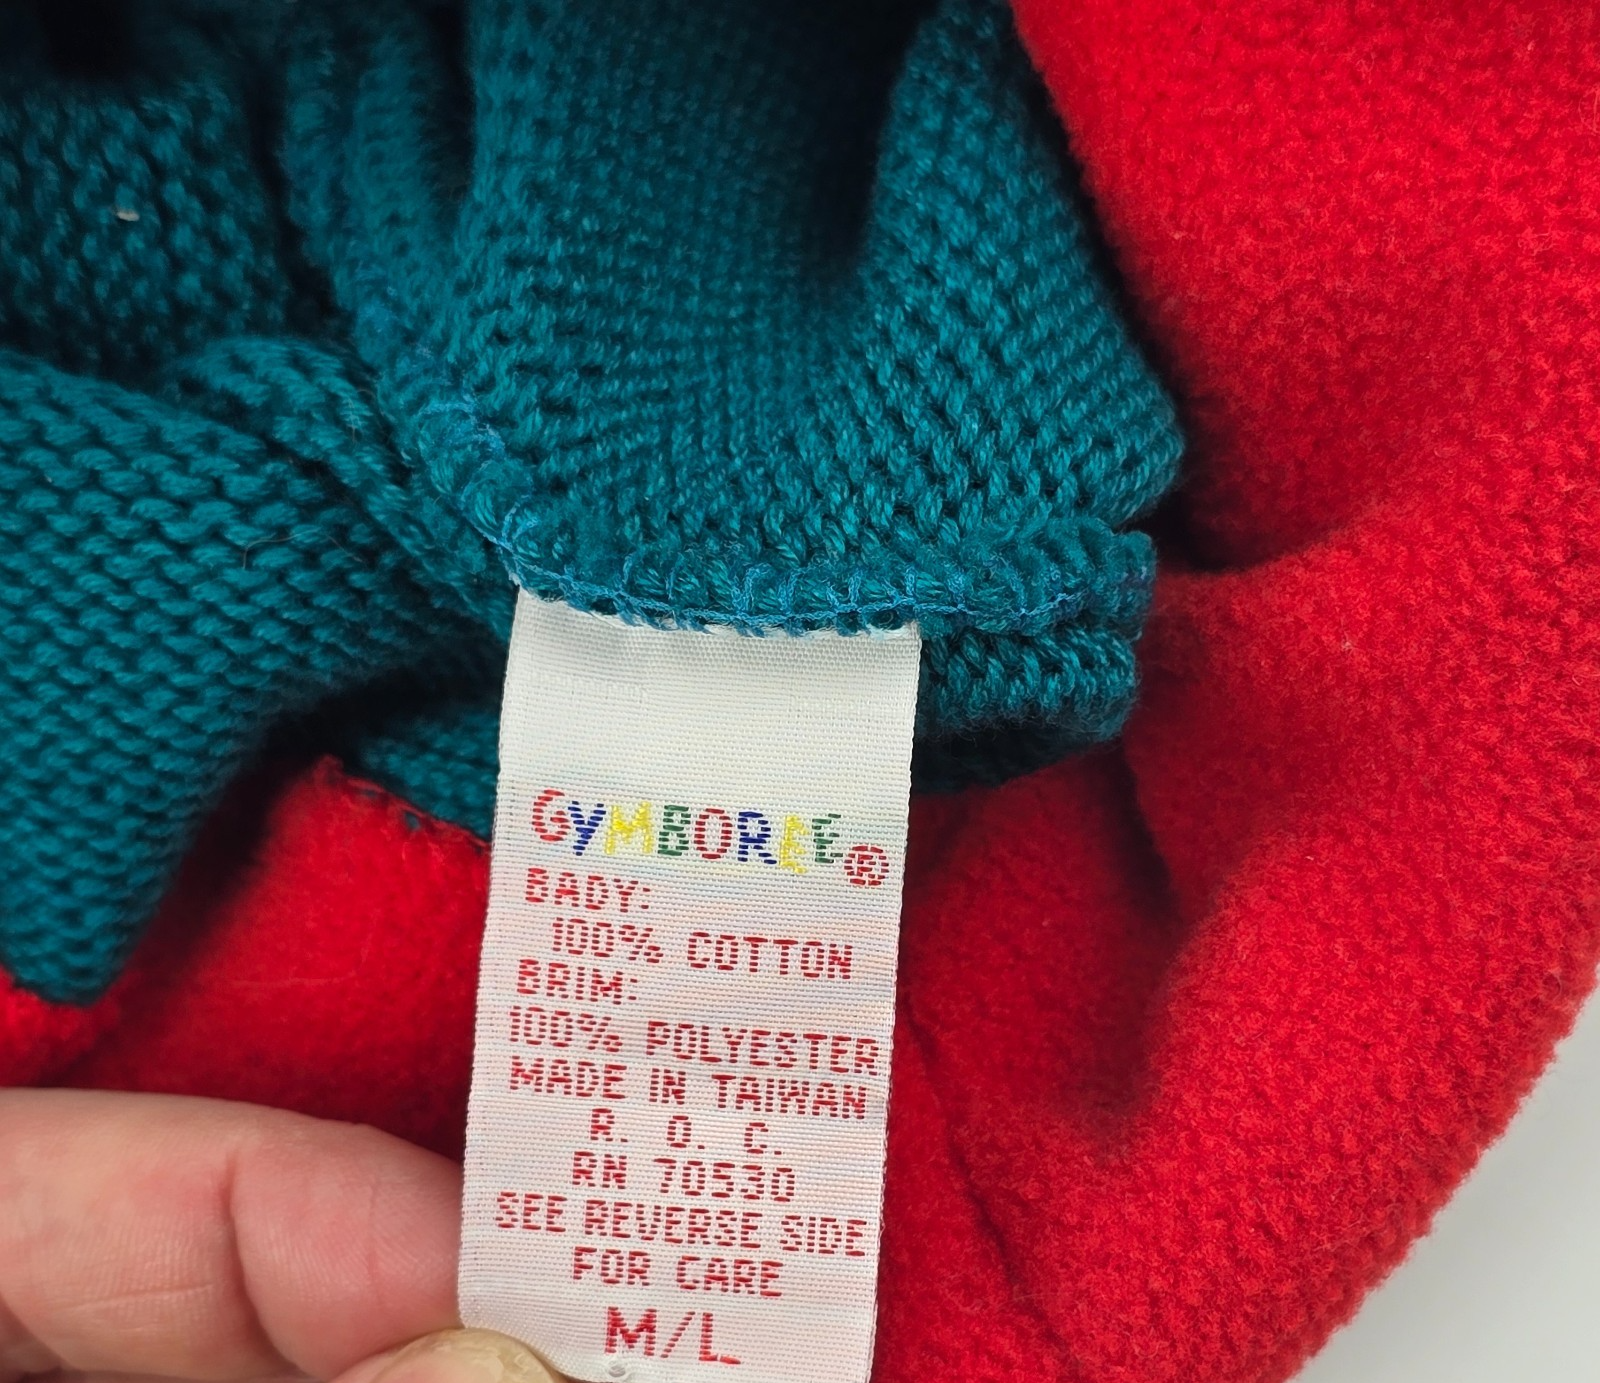 GYMBOREE®
BADY:
100% COTTON
BRIM:
100% POLYESTER
MADE IN TAIWAN
R. O. C.
RN 70530
SEE REVERSE SIDE
FOR CARE
M/L